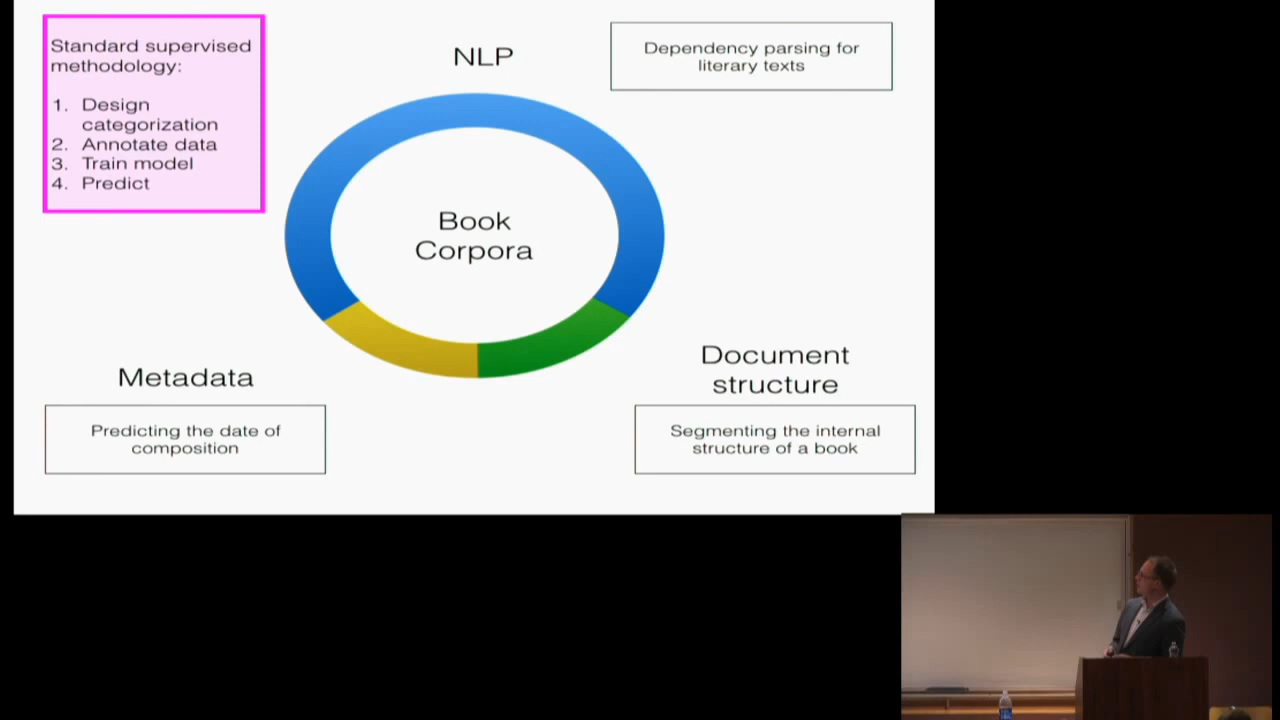 Standard supervised
methodology:
1. Design
categorization
2. Annotate data
3. Train model
4. Predict
NLP
Dependency parsing for
literary texts
Book
Corpora
Metadata
Predicting the date of
composition
Document
structure
Segmenting the internal
structure of a book